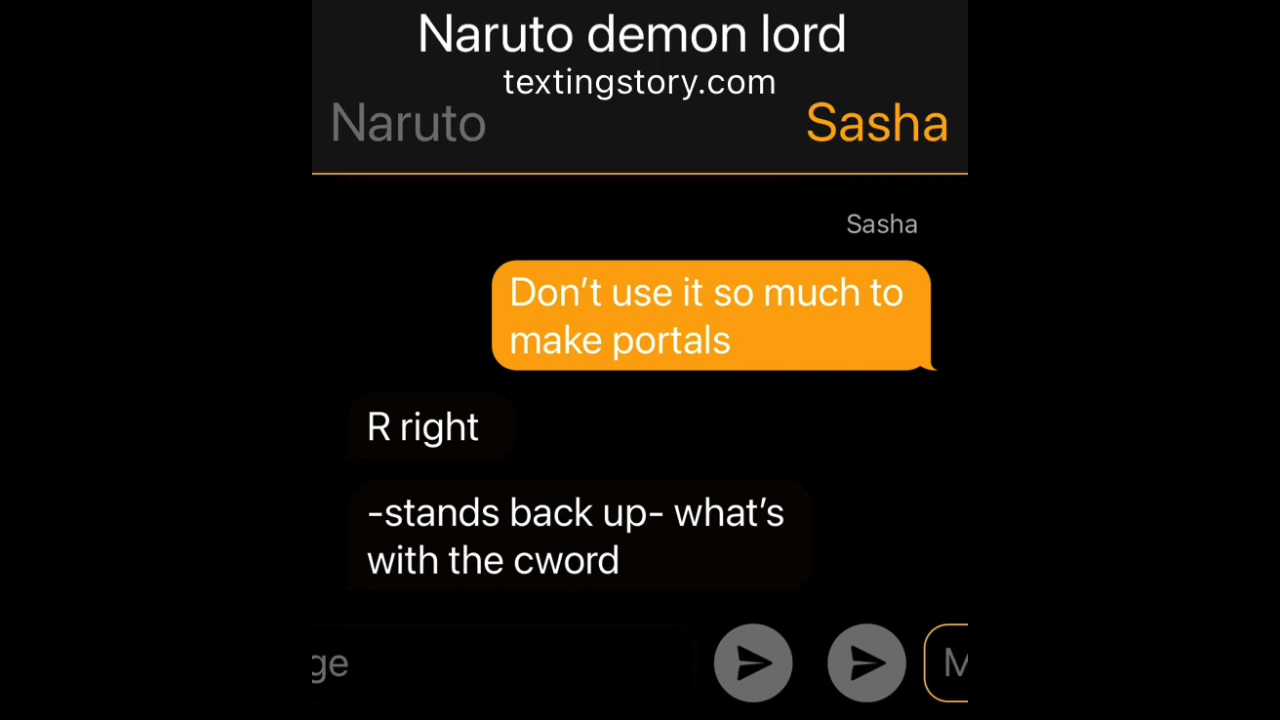 Naruto demon lord
textingstory.com
Naruto
Sasha
Sasha
Don’t use it so much to
make portals
R right
-stands back up- what’s
with the cword
ge
M